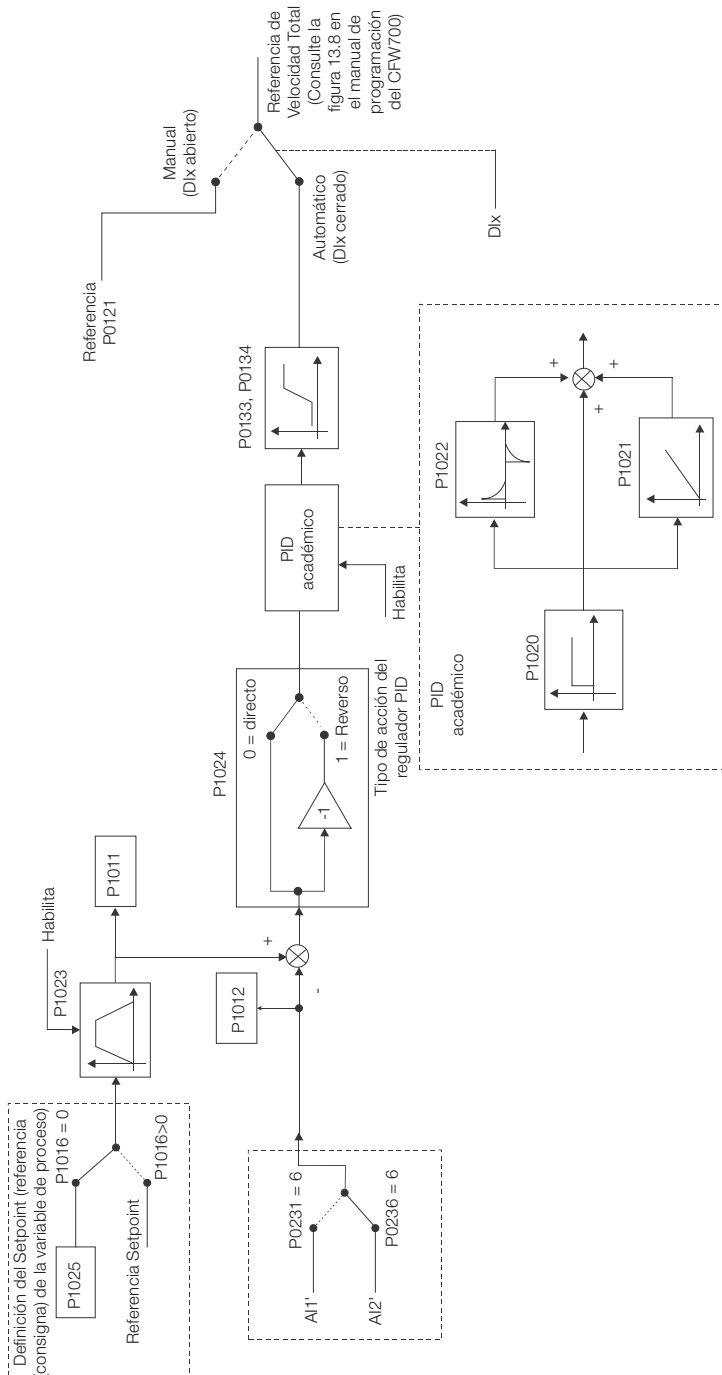 Definición del Setpoint (referencia
(consigna) de la variable de proceso)
P1025
P1016 = 0
Referencia Setpoint
P1016>0
Habilita
P1023
P1011
AI1'
P0231 = 6
AI2'
P0236 = 6
P1012
+
-
P1024
0 = directo
-1
1 = Reverso
Tipo de acción del
regulador PID
PID
académico
Habilita
P0133, P0134
Referencia
P0121
Manual
(DIx abierto)
Automático
(DIx cerrado)
DIx
Referencia de
Velocidad Total
(Consulte la
figura 13.8 en
el manual de
programación
del CFW700)
PID
académico
P1020
P1022
P1021
+
+
+